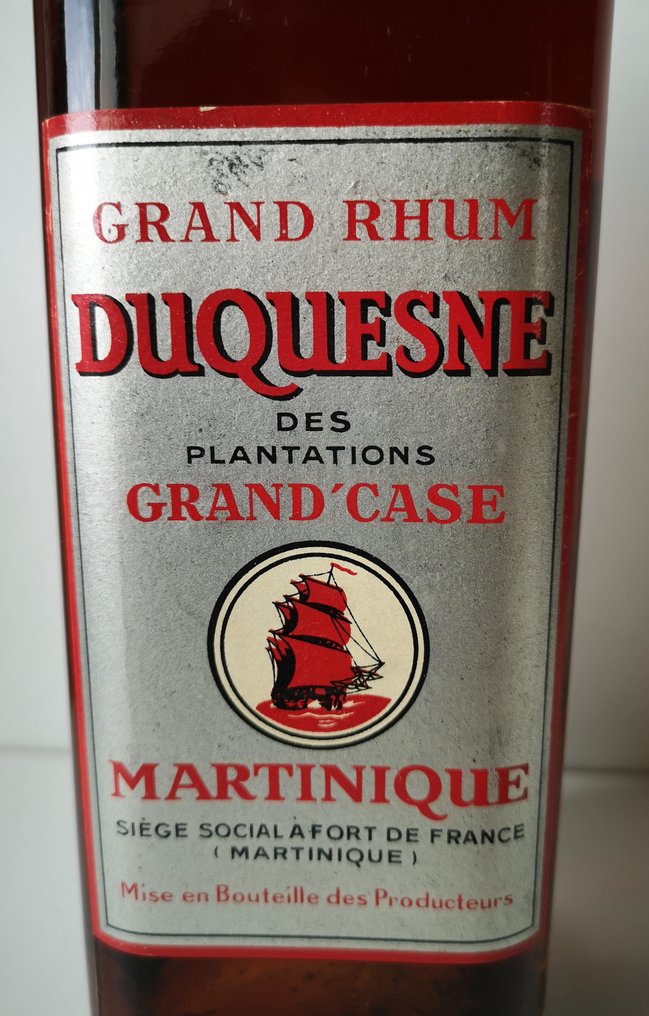 GRAND RHUM
DUQUESNE
DES
PLANTATIONS
GRAND'CASE
MARTINIQUE
SIÈGE SOCIAL À FORT DE FRANCE
( MARTINIQUE )
Mise en Bouteille des Producteurs